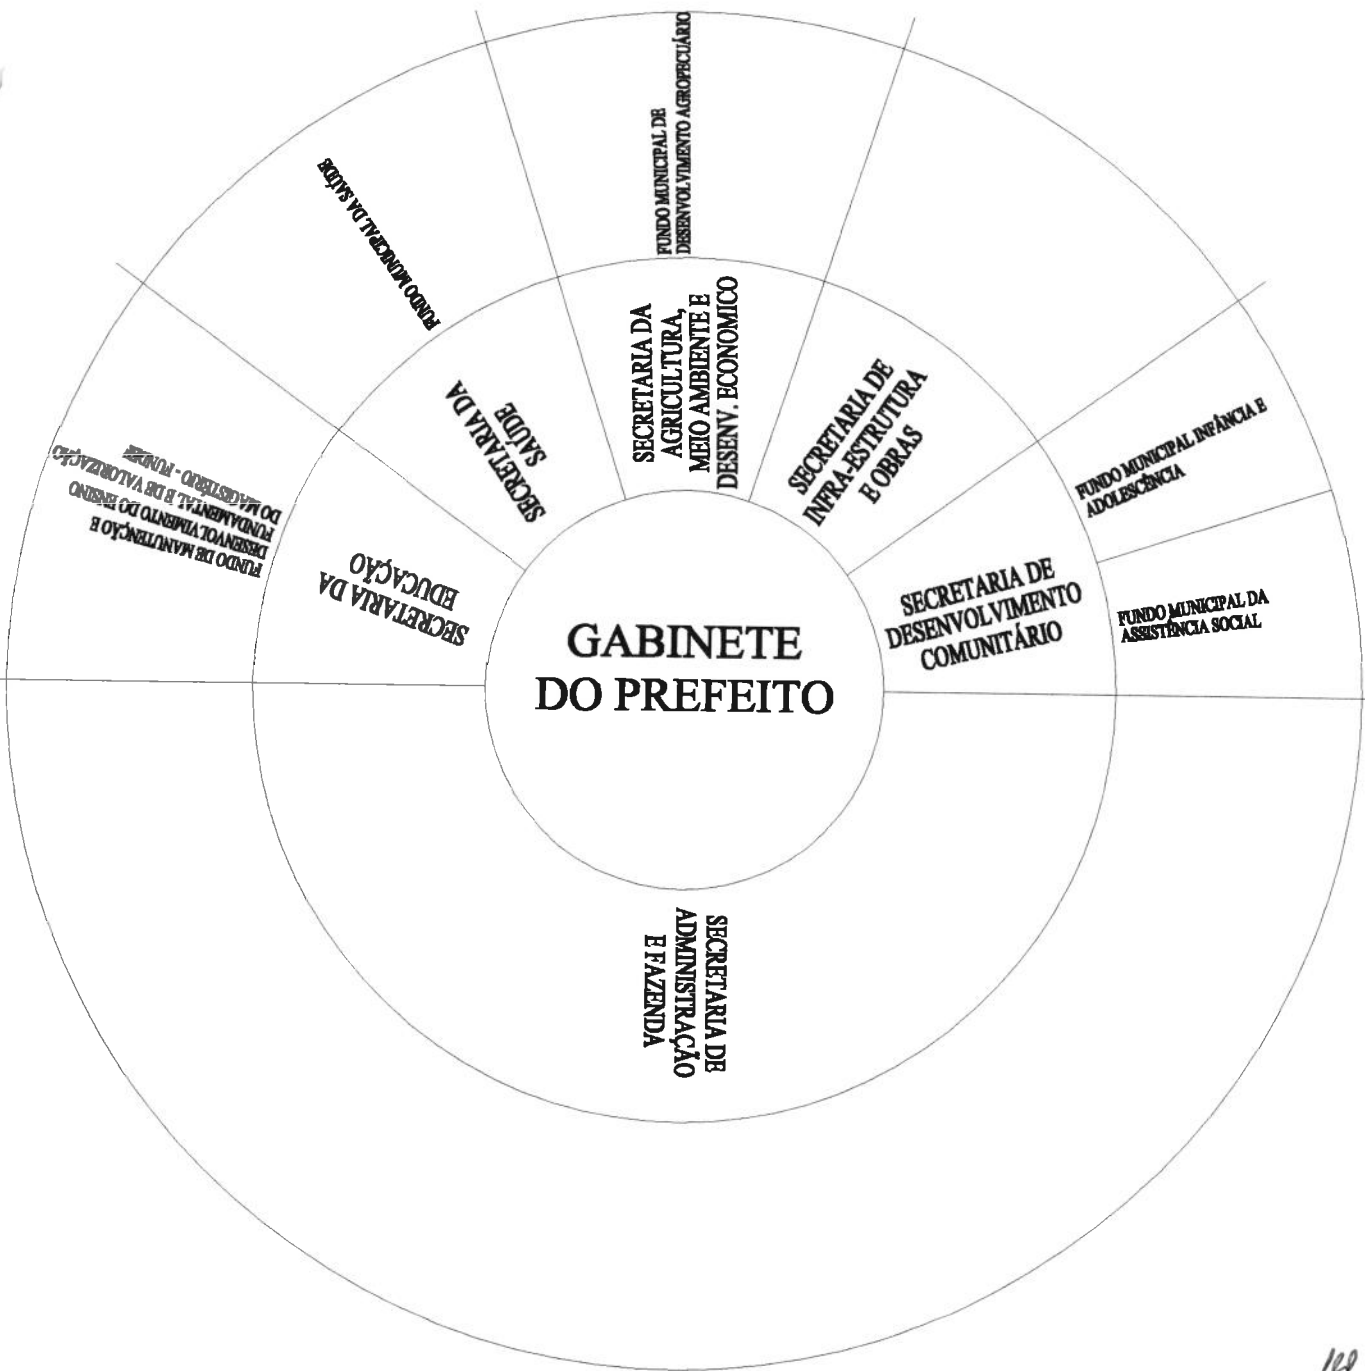 GABINETE
DO PREFEITO
SECRETARIA DA
EDUCAÇÃO
FUNDO DE MANUTENÇÃO E
DESENVOLVIMENTO DO ENSINO
FUNDAMENTAL E DE VALORIZAÇÃO
DO MAGISTÉRIO - FUNDEF
SECRETARIA DA
SAÚDE
FUNDO MUNICIPAL DA SAÚDE
SECRETARIA DA
AGRICULTURA,
MEIO AMBIENTE E
DESENV. ECONOMICO
FUNDO MUNICIPAL DE
DESENVOLVIMENTO AGROPECUÁRIO
SECRETARIA DE
INFRA-ESTRUTURA
E OBRAS
SECRETARIA DE
DESENVOLVIMENTO
COMUNITÁRIO
FUNDO MUNICIPAL INFÂNCIA E
ADOLESCÊNCIA
FUNDO MUNICIPAL DA
ASSISTÊNCIA SOCIAL
SECRETARIA DE
ADMINISTRAÇÃO
E FAZENDA